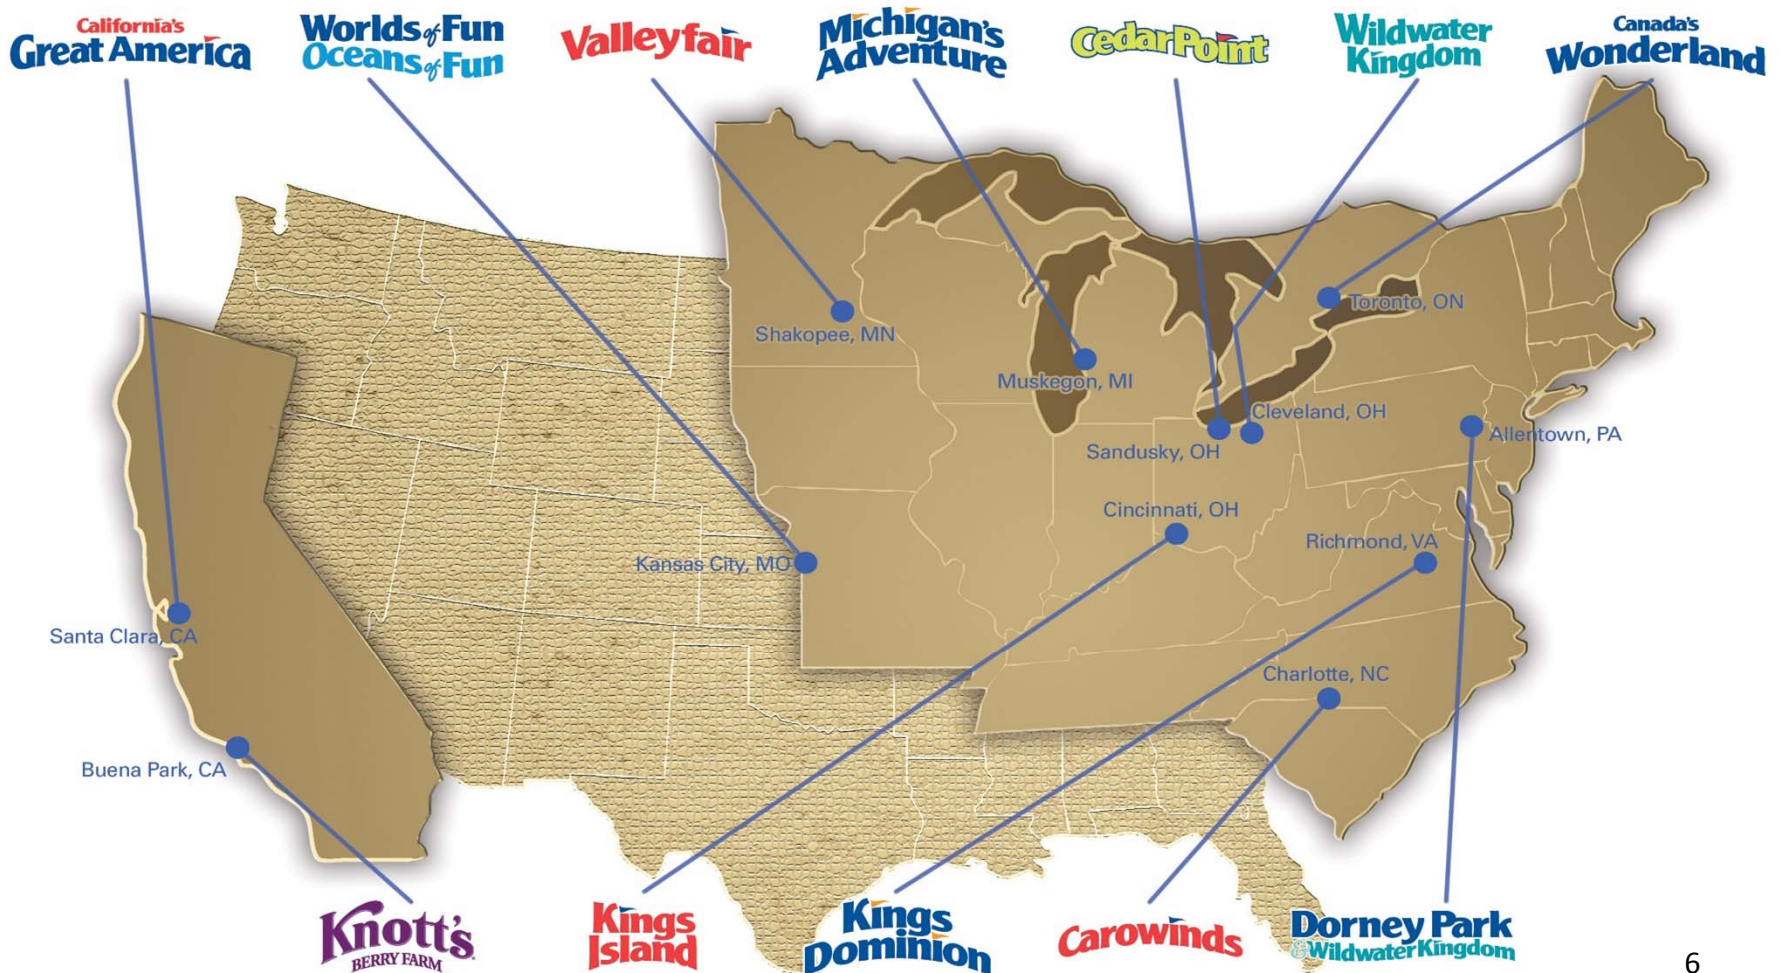 California's
Great America
Worlds of Fun
Oceans of Fun
Valleyfair
Michigan's
Adventure
CedarPoint
Wildwater
Kingdom
Canada's
Wonderland
Toronto, ON
Shakopee, MN
Muskegon, MI
Cleveland, OH
Sandusky, OH
Allentown, PA
Cincinnati, OH
Richmond, VA
Kansas City, MO
Santa Clara, CA
Charlotte, NC
Buena Park, CA
Knott's
BERRY FARM
Kings
Island
Kings
Dominion
Carowinds
Dorney Park
& Wildwater Kingdom
6